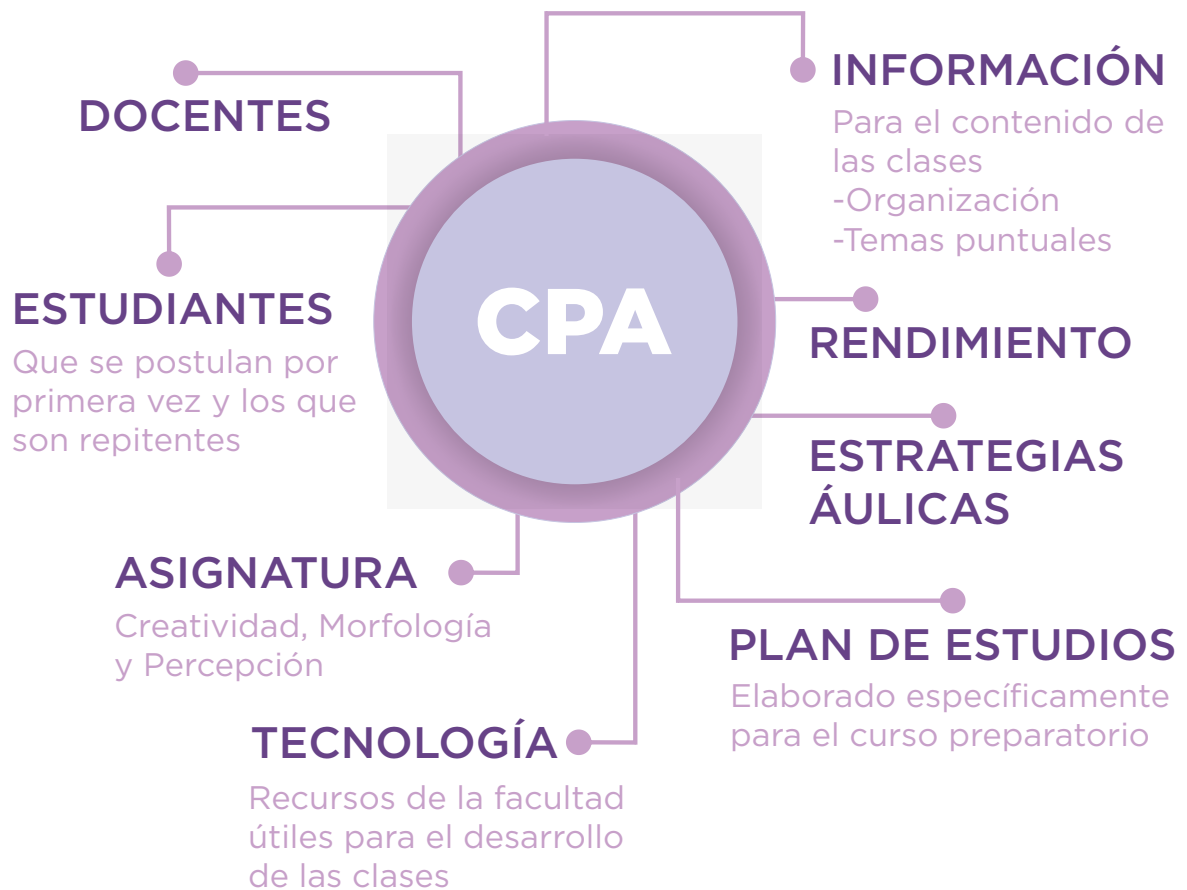 DOCENTES
INFORMACIÓN
Para el contenido de
las clases
-Organización
-Temas puntuales
ESTUDIANTES
Que se postulan por
primera vez y los que
son repitentes
CPA
RENDIMIENTO
ESTRATEGIAS
ÁULICAS
ASIGNATURA
Creatividad, Morfología
y Percepción
PLAN DE ESTUDIOS
Elaborado específicamente
para el curso preparatorio
TECNOLOGÍA
Recursos de la facultad
útiles para el desarrollo
de las clases